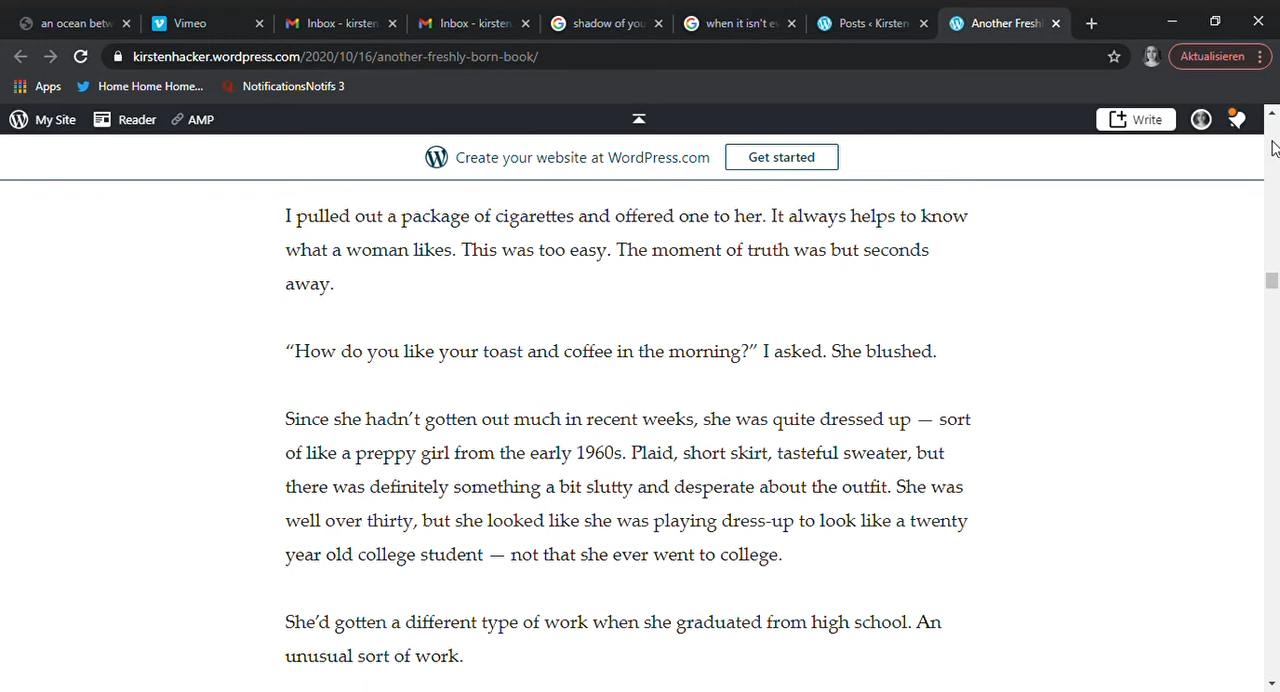 an ocean betw
Vimeo
Inbox - kirsten
Inbox - kirsten
shadow of you
when it isn't ev
Posts ‹ Kirsten
Another Fresh
kirstenhacker.wordpress.com/2020/10/16/another-freshly-born-book/
Aktualisieren
Apps
Home Home Home...
NotificationsNotifs 3
My Site
Reader
AMP
Write
Create your website at WordPress.com
Get started
I pulled out a package of cigarettes and offered one to her. It always helps to know
what a woman likes. This was too easy. The moment of truth was but seconds
away.
“How do you like your toast and coffee in the morning?” I asked. She blushed.
Since she hadn’t gotten out much in recent weeks, she was quite dressed up — sort
of like a preppy girl from the early 1960s. Plaid, short skirt, tasteful sweater, but
there was definitely something a bit slutty and desperate about the outfit. She was
well over thirty, but she looked like she was playing dress-up to look like a twenty
year old college student — not that she ever went to college.
She’d gotten a different type of work when she graduated from high school. An
unusual sort of work.